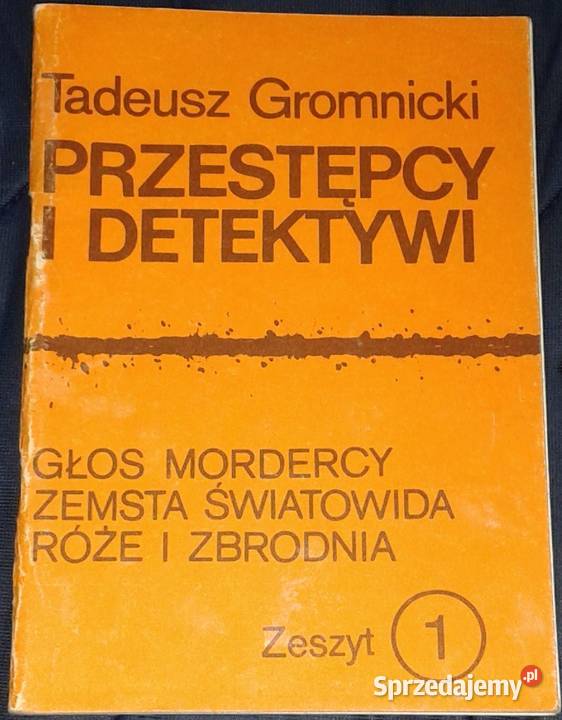 Tadeusz Gromnicki
PRZESTĘPCY
I DETEKTYWI
GŁOS MORDERCY
ZEMSTA ŚWIATOWIDA
RÓŻE I ZBRODNIA
Zeszyt 1
Sprzedajemy.pl